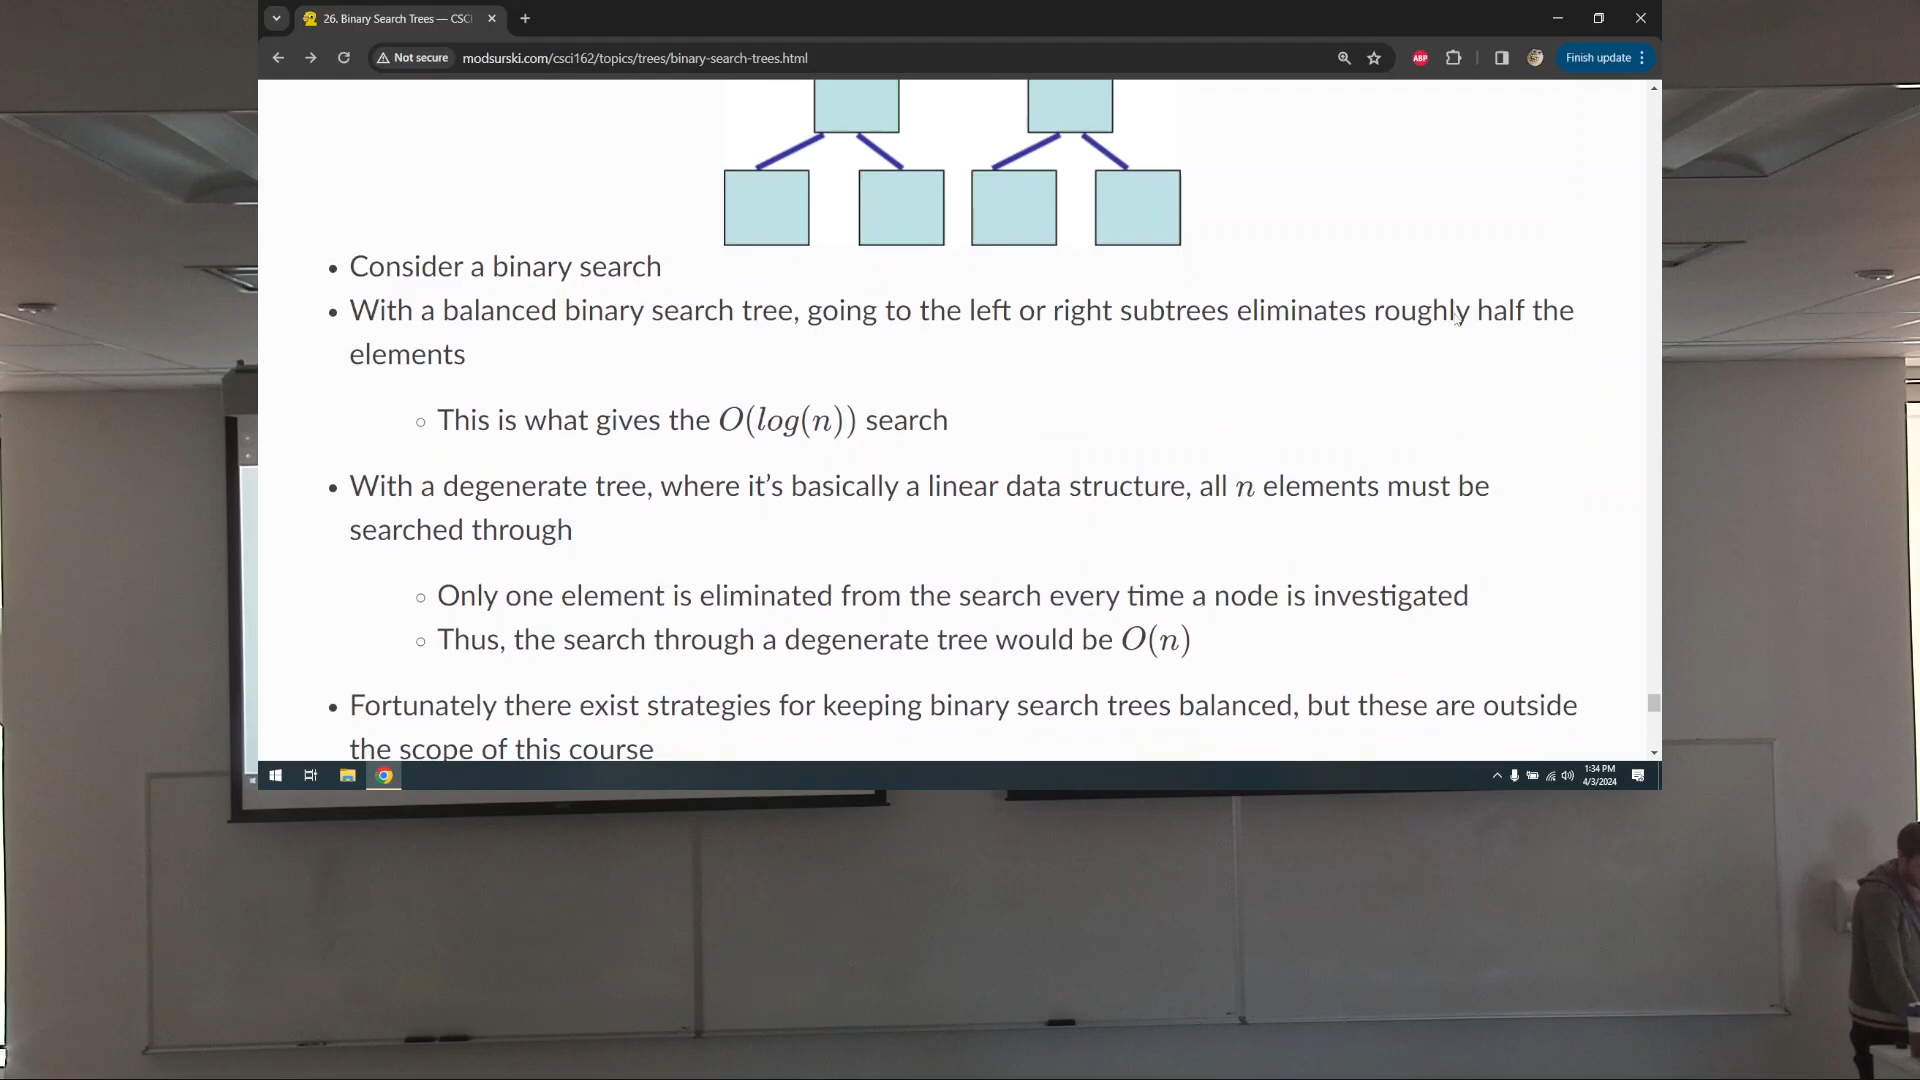 26. Binary Search Trees — CSC
Not secure modsurski.com/csci162/topics/trees/binary-search-trees.html
ABP
Finish update
• Consider a binary search
• With a balanced binary search tree, going to the left or right subtrees eliminates roughly half the
elements
○ This is what gives the O(log(n)) search
• With a degenerate tree, where it’s basically a linear data structure, all n elements must be
searched through
○ Only one element is eliminated from the search every time a node is investigated
○ Thus, the search through a degenerate tree would be O(n)
• Fortunately there exist strategies for keeping binary search trees balanced, but these are outside
the scope of this course
1:34 PM
4/3/2024